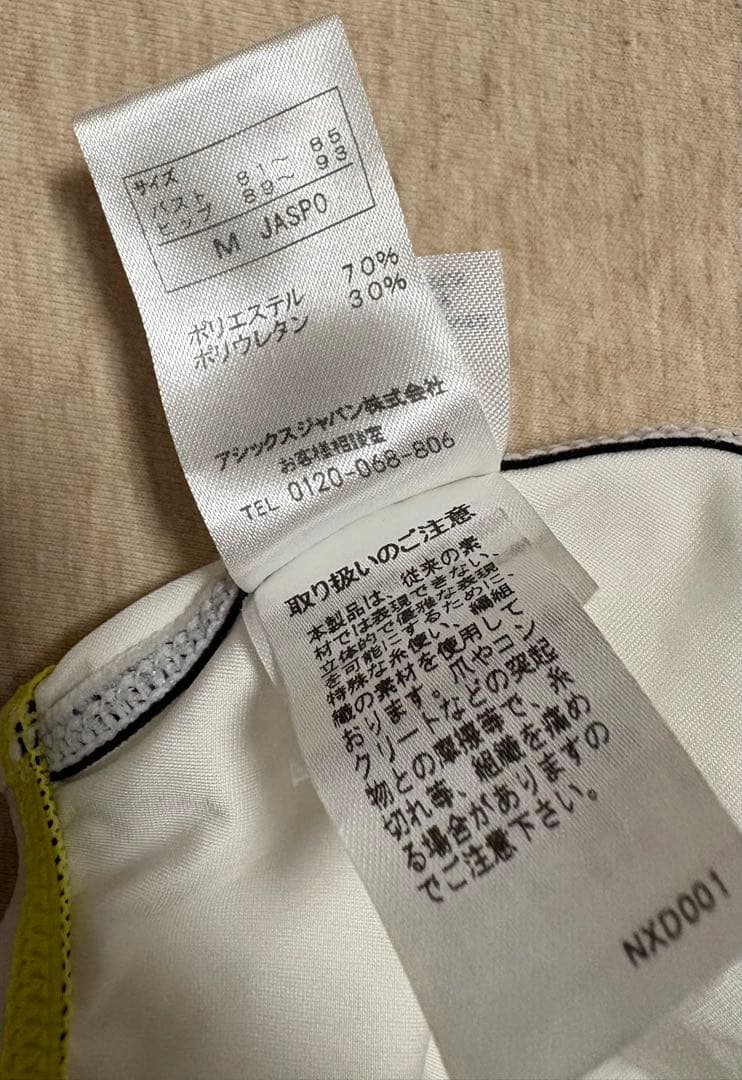 サイズ
バスト 81～ 85
ヒップ 89～ 93
M JASPO
ポリエステル 70%
ポリウレタン 30%
アシックスジャパン株式会社
お客様相談室
TEL 0120-068-806
取り扱いのご注意
本製品は、従来の素
材では表現できない、
立体的で優雅な表現
を可能にするために、
特殊な糸使い、編組
織の素材を使用して
おります。爪やコン
クリートなどの突起
物との摩擦等で、糸
切れ等、組織を痛め
る場合がありますの
でご注意下さい。
NXD001